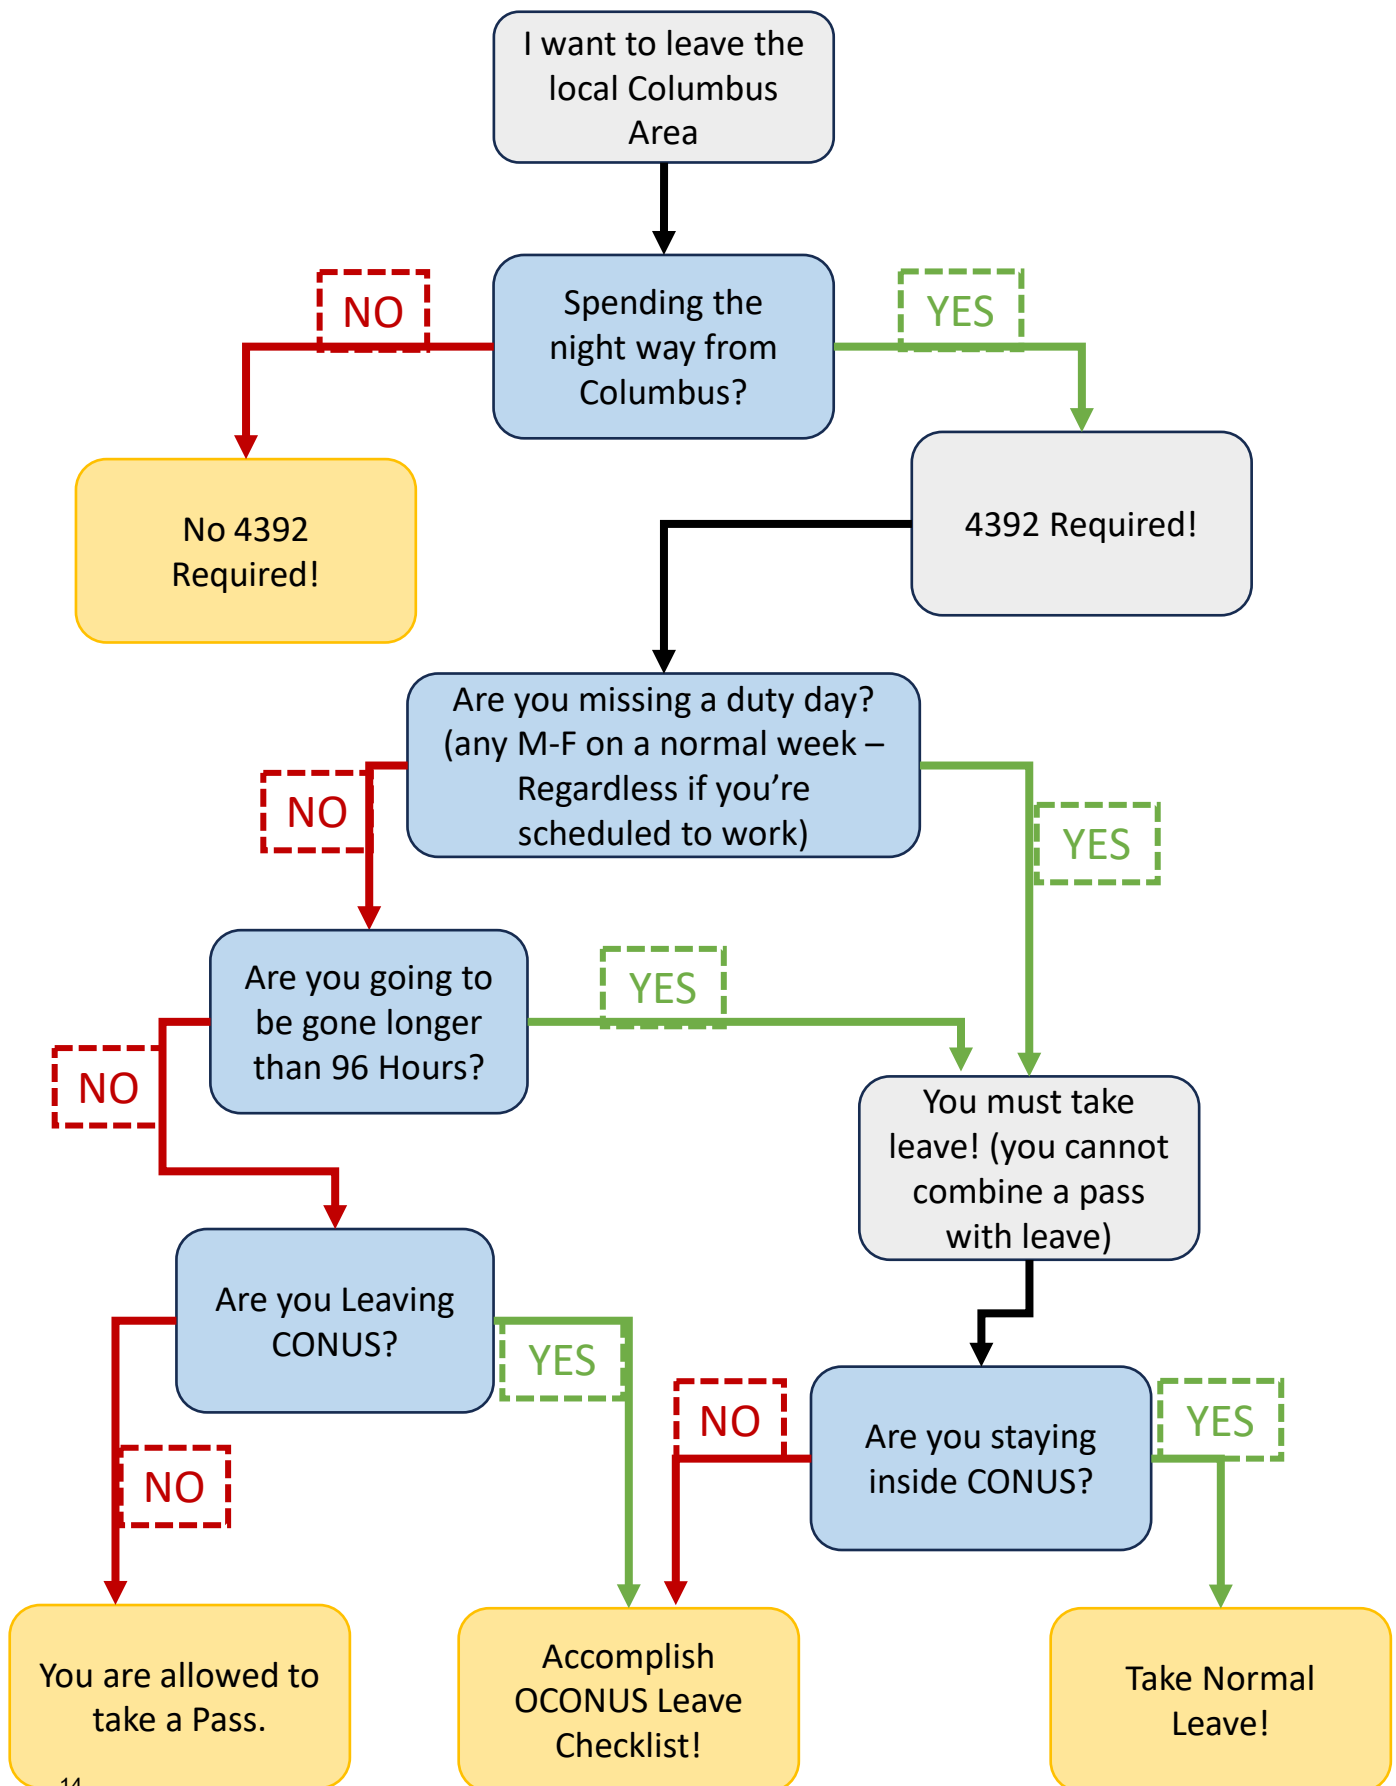 I want to leave the
local Columbus
Area
NO
YES
Spending the
night way from
Columbus?
No 4392
Required!
4392 Required!
Are you missing a duty day?
(any M-F on a normal week –
Regardless if you’re
scheduled to work)
NO
YES
Are you going to
be gone longer
than 96 Hours?
YES
NO
You must take
leave! (you cannot
combine a pass
with leave)
Are you Leaving
CONUS?
YES
NO
NO
YES
Are you staying
inside CONUS?
You are allowed to
take a Pass.
Accomplish
OCONUS Leave
Checklist!
Take Normal
Leave!
14